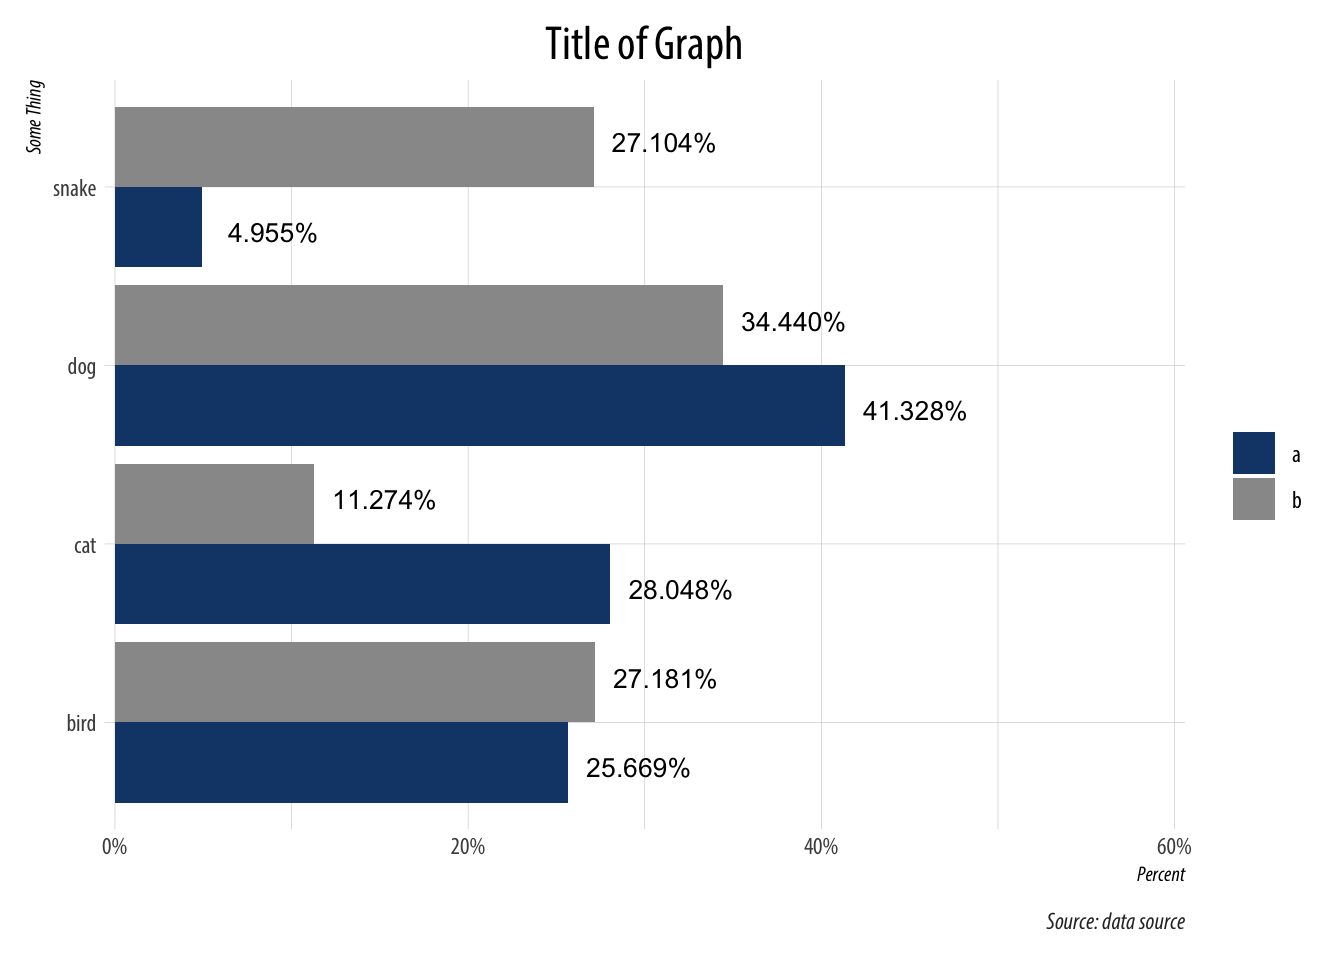 Title of Graph
Some Thing
snake
27.104%
4.955%
dog
34.440%
41.328%
cat
11.274%
28.048%
bird
27.181%
25.669%
a
b
0% 20% 40% 60%
Percent
Source: data source